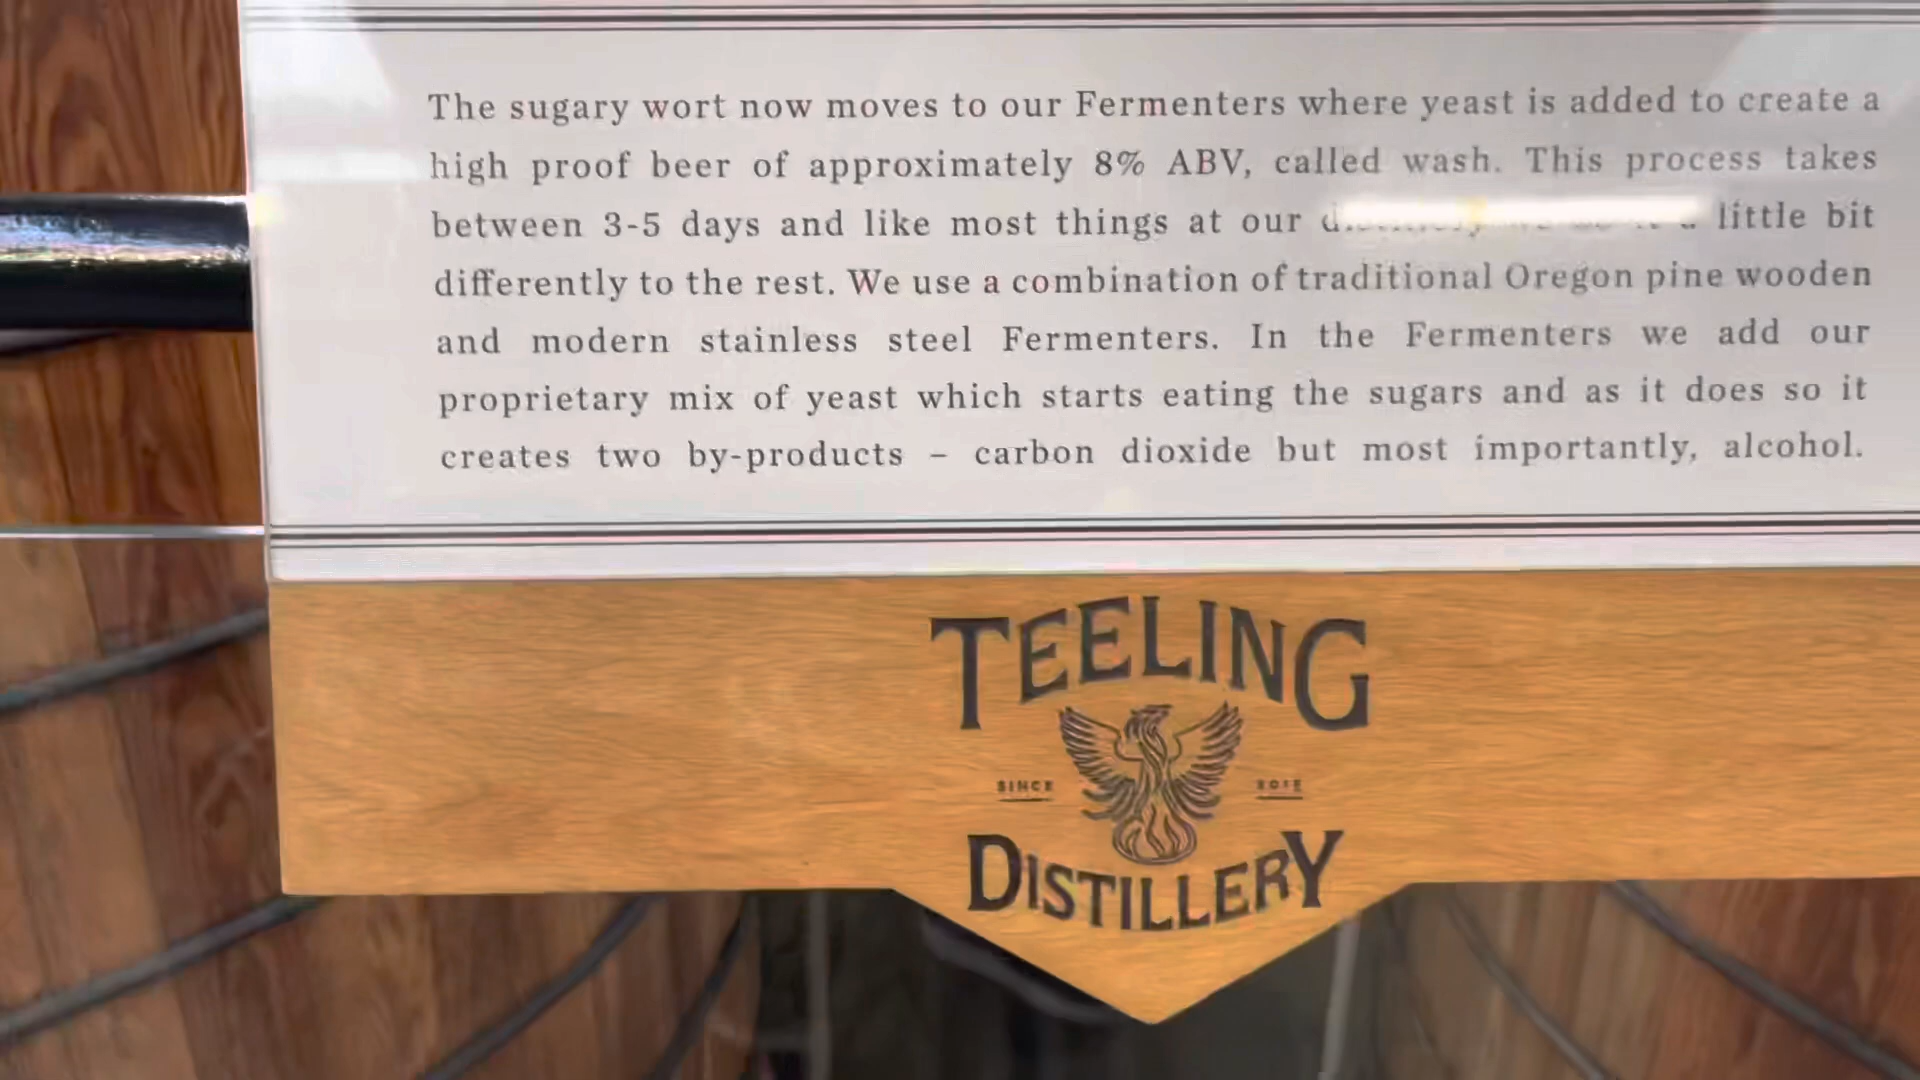 The sugary wort now moves to our Fermenters where yeast is added to create a
high proof beer of approximately 8% ABV, called wash. This process takes
between 3-5 days and like most things at our little bit
differently to the rest. We use a combination of traditional Oregon pine wooden
and modern stainless steel Fermenters. In the Fermenters we add our
proprietary mix of yeast which starts eating the sugars and as it does so it
creates two by-products – carbon dioxide but most importantly, alcohol.
TEELING
SINCE
DISTILLERY